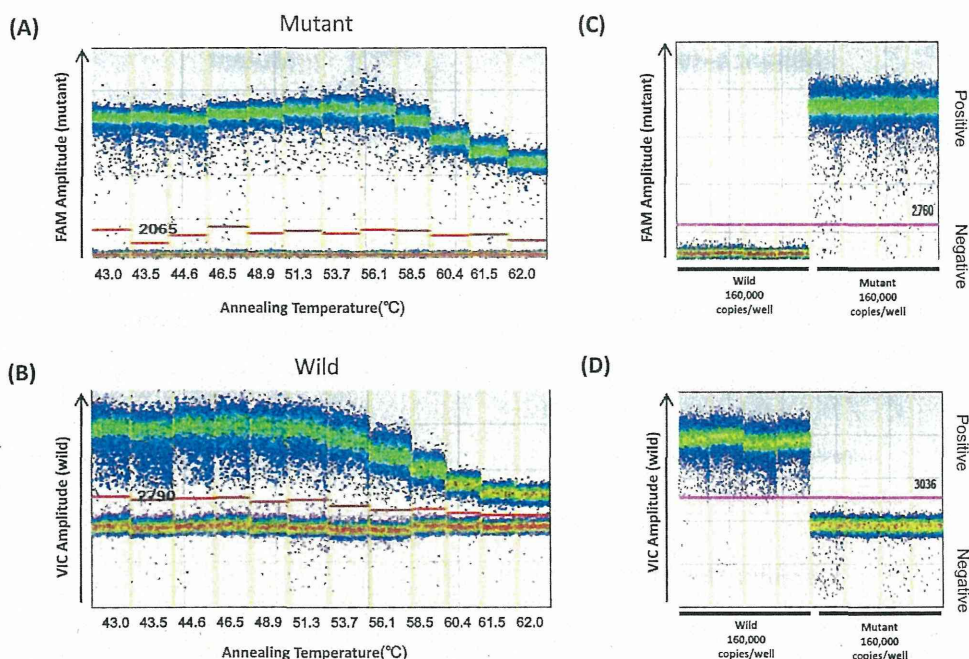 (A)
Mutant
FAM Amplitude (mutant)
2065
43.0 43.5 44.6 46.5 48.9 51.3 53.7 56.1 58.5 60.4 61.5 62.0
Annealing Temperature(°C)
(C)
FAM Amplitude (mutant)
2760
Positive
Negative
Wild
160,000
copies/well
Mutant
160,000
copies/well
(B)
Wild
VIC Amplitude (wild)
2790
43.0 43.5 44.6 46.5 48.9 51.3 53.7 56.1 58.5 60.4 61.5 62.0
Annealing Temperature(°C)
(D)
VIC Amplitude (wild)
3036
Positive
Negative
Wild
160,000
copies/well
Mutant
160,000
copies/well